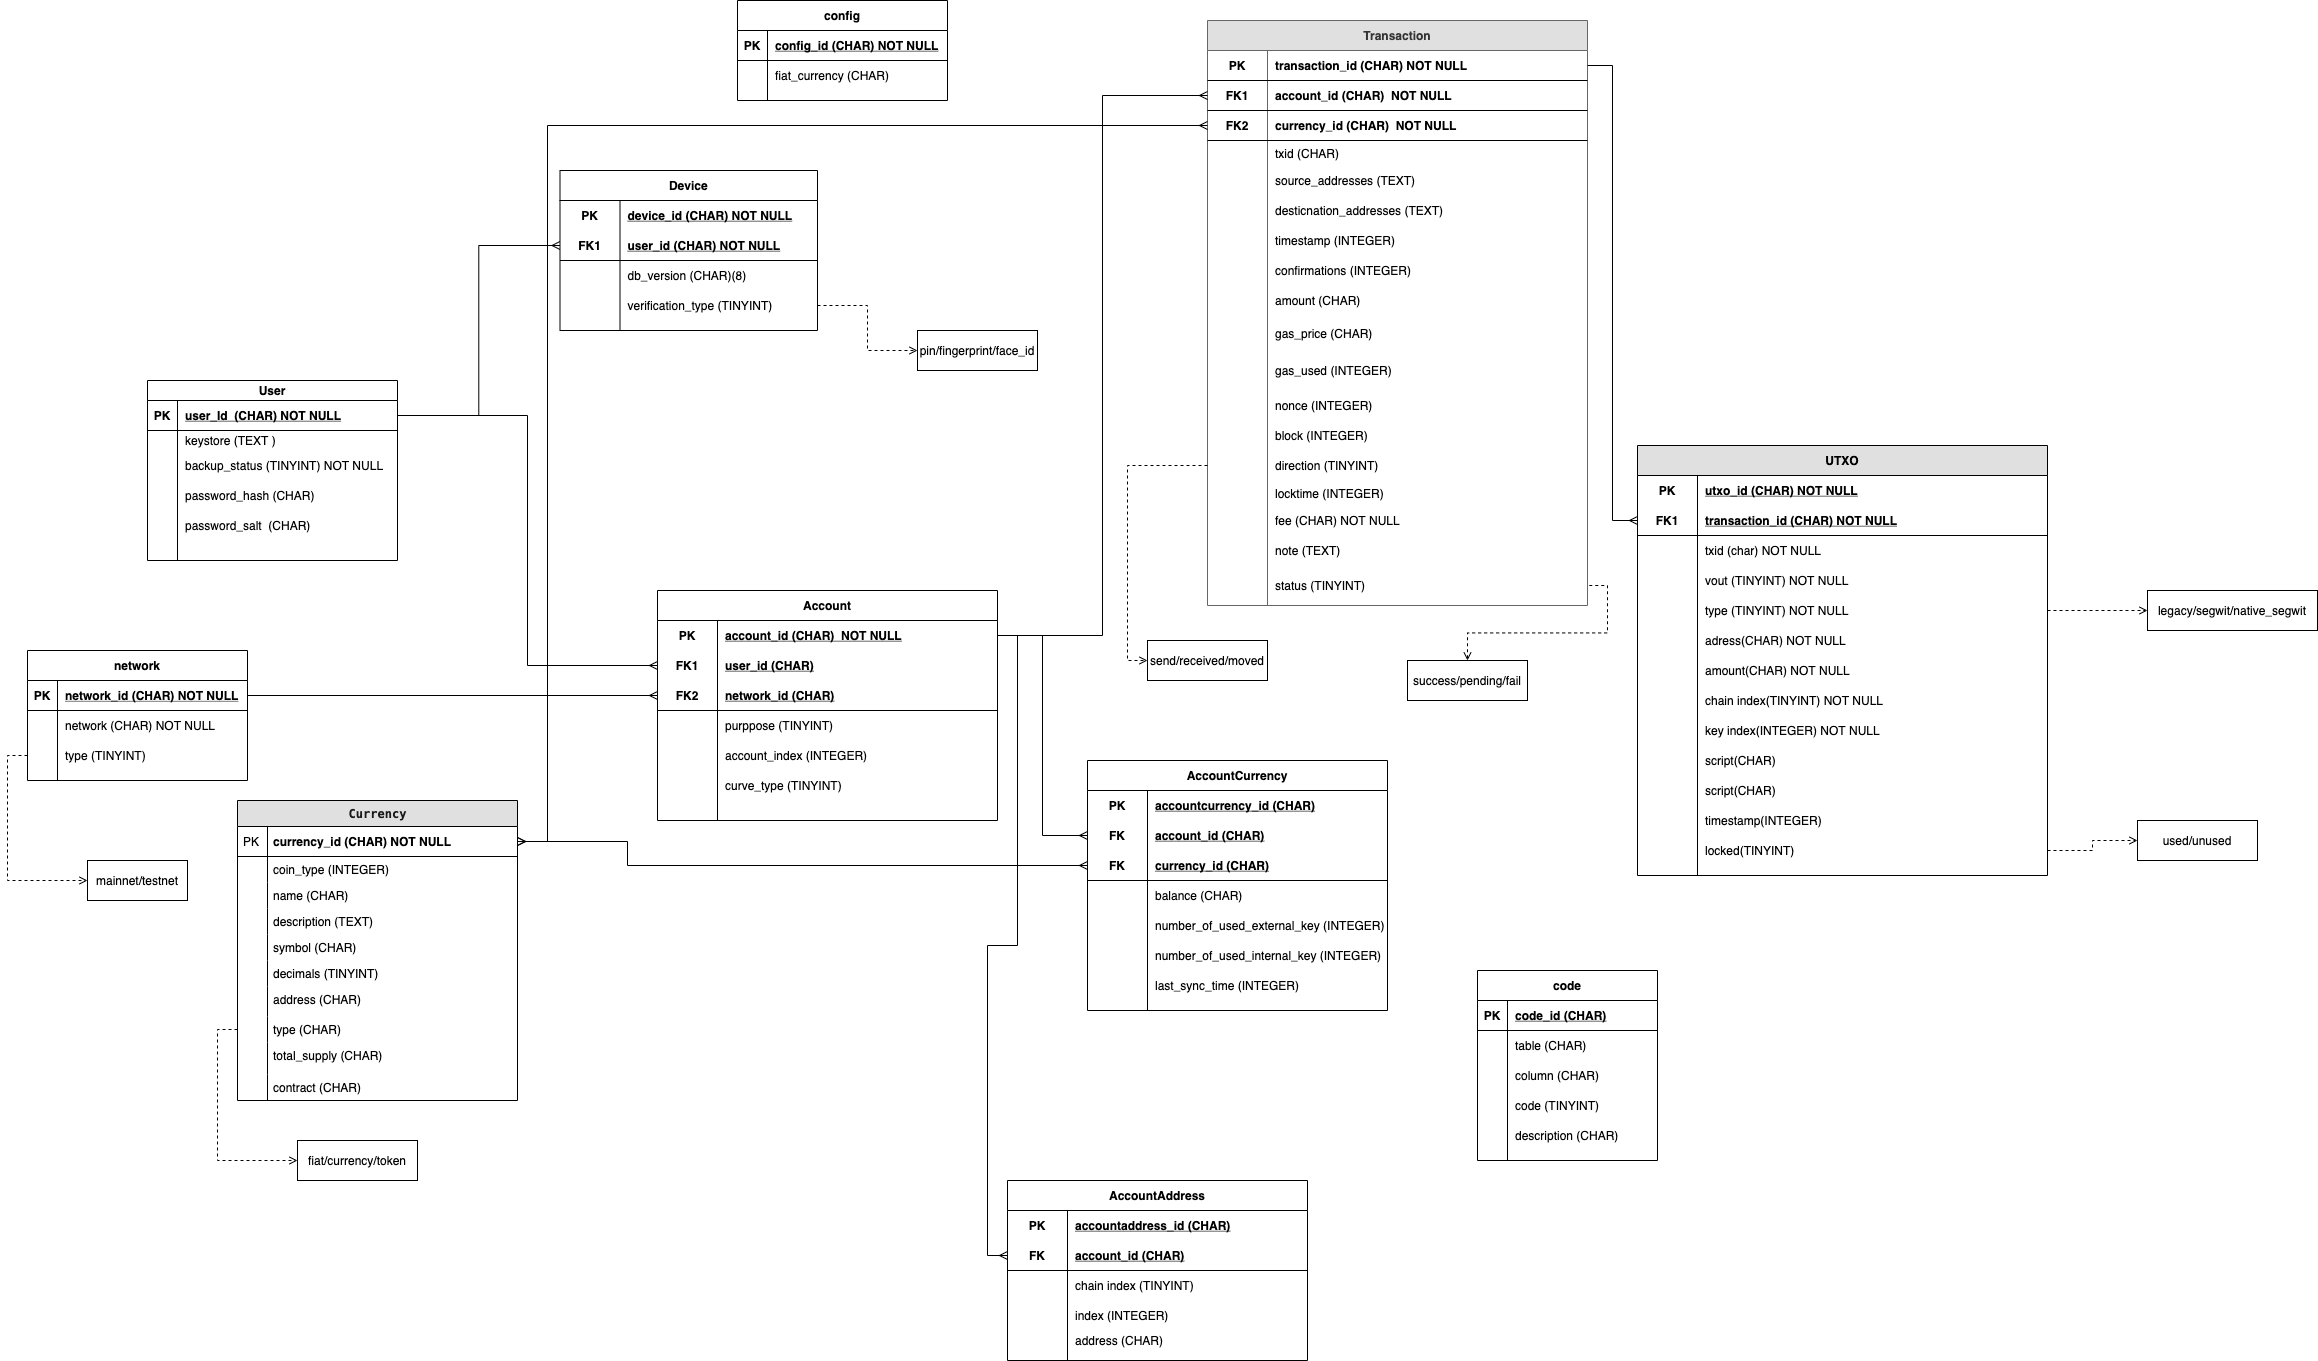 config
PK config_id (CHAR) NOT NULL
fiat_currency (CHAR)
Transaction
PK transaction_id (CHAR) NOT NULL
FK1 account_id (CHAR)  NOT NULL
FK2 currency_id (CHAR)  NOT NULL
txid (CHAR)
source_addresses (TEXT)
desticnation_addresses (TEXT)
timestamp (INTEGER)
confirmations (INTEGER)
amount (CHAR)
gas_price (CHAR)
gas_used (INTEGER)
nonce (INTEGER)
block (INTEGER)
direction (TINYINT)
locktime (INTEGER)
fee (CHAR) NOT NULL
note (TEXT)
status (TINYINT)
Device
PK device_id (CHAR) NOT NULL
FK1 user_id (CHAR) NOT NULL
db_version (CHAR)(8)
verification_type (TINYINT)
pin/fingerprint/face_id
User
PK user_id  (CHAR) NOT NULL
keystore (TEXT )
backup_status (TINYINT) NOT NULL
password_hash (CHAR)
password_salt  (CHAR)
UTXO
PK utxo_id (CHAR) NOT NULL
FK1 transaction_id (CHAR) NOT NULL
txid (char) NOT NULL
vout (TINYINT) NOT NULL
type (TINYINT) NOT NULL
adress(CHAR) NOT NULL
amount(CHAR) NOT NULL
chain index(TINYINT) NOT NULL
key index(INTEGER) NOT NULL
script(CHAR)
script(CHAR)
timestamp(INTEGER)
locked(TINYINT)
legacy/segwit/native_segwit
used/unused
send/received/moved
success/pending/fail
Account
PK account_id (CHAR)  NOT NULL
FK1 user_id (CHAR)
FK2 network_id (CHAR)
purppose (TINYINT)
account_index (INTEGER)
curve_type (TINYINT)
network
PK network_id (CHAR) NOT NULL
network (CHAR) NOT NULL
type (TINYINT)
mainnet/testnet
Currency
PK currency_id (CHAR) NOT NULL
coin_type (INTEGER)
name (CHAR)
description (TEXT)
symbol (CHAR)
decimals (TINYINT)
address (CHAR)
type (CHAR)
total_supply (CHAR)
contract (CHAR)
fiat/currency/token
AccountCurrency
PK accountcurrency_id (CHAR)
FK account_id (CHAR)
FK currency_id (CHAR)
balance (CHAR)
number_of_used_external_key (INTEGER)
number_of_used_internal_key (INTEGER)
last_sync_time (INTEGER)
code
PK code_id (CHAR)
table (CHAR)
column (CHAR)
code (TINYINT)
description (CHAR)
AccountAddress
PK accountaddress_id (CHAR)
FK account_id (CHAR)
chain index (TINYINT)
index (INTEGER)
address (CHAR)